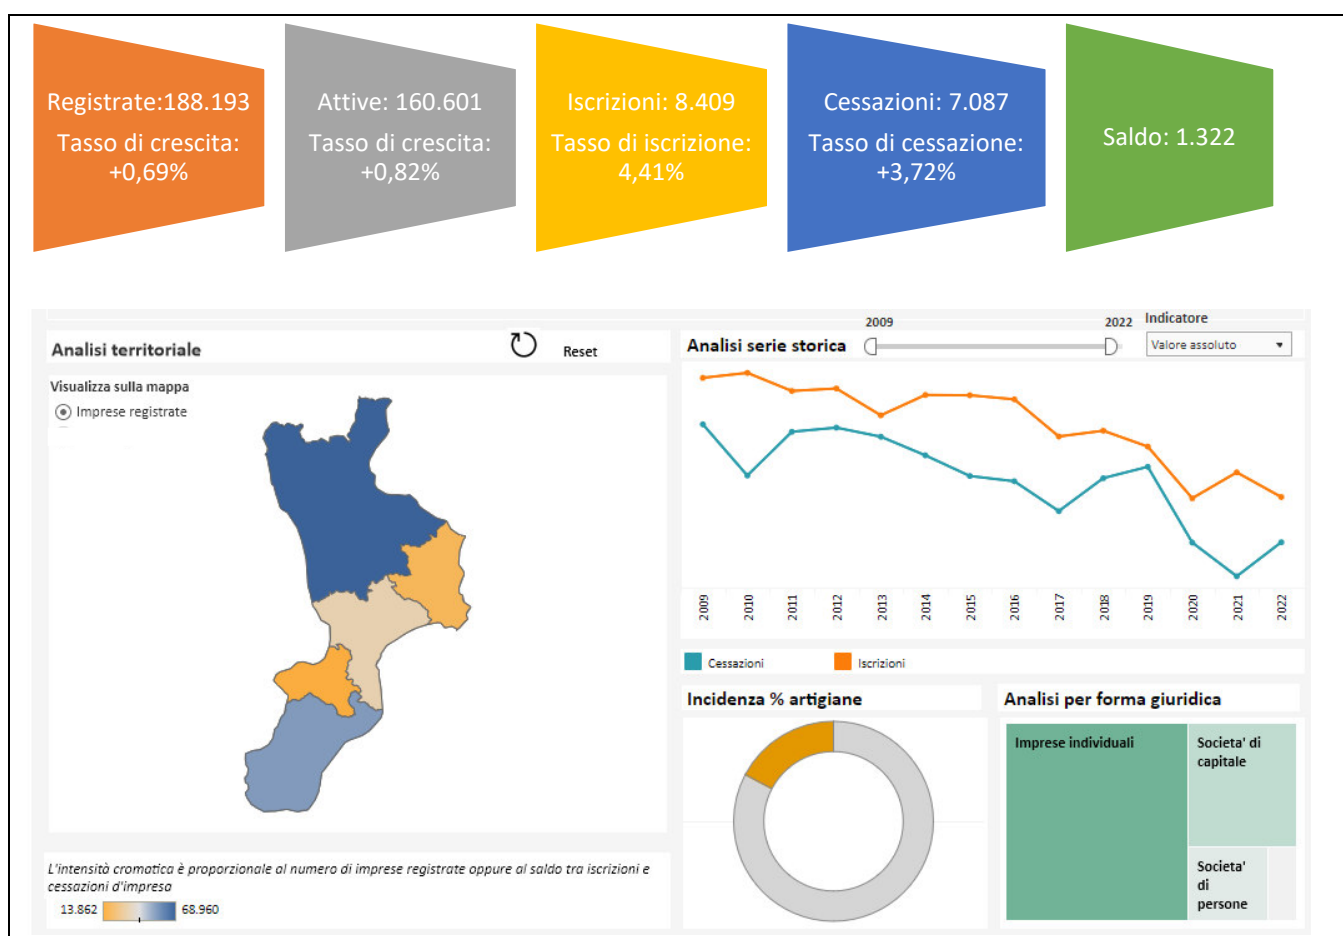 Registrate:188.193
Tasso di crescita:
+0,69%
Attive: 160.601
Tasso di crescita:
+0,82%
Iscrizioni: 8.409
Tasso di iscrizione:
4,41%
Cessazioni: 7.087
Tasso di cessazione:
+3,72%
Saldo: 1.322
Analisi territoriale
Reset
Visualizza sulla mappa
Imprese registrate
L'intensità cromatica è proporzionale al numero di imprese registrate oppure al saldo tra iscrizioni e
cessazioni d'impresa
13.862
68.960
Analisi serie storica
2009
2022
Indicatore
Valore assoluto
2009
2010
2011
2012
2013
2014
2015
2016
2017
2018
2019
2020
2021
2022
Cessazioni
Iscrizioni
Incidenza % artigiane
Analisi per forma giuridica
Imprese individuali
Societa' di
capitale
Societa'
di
persone